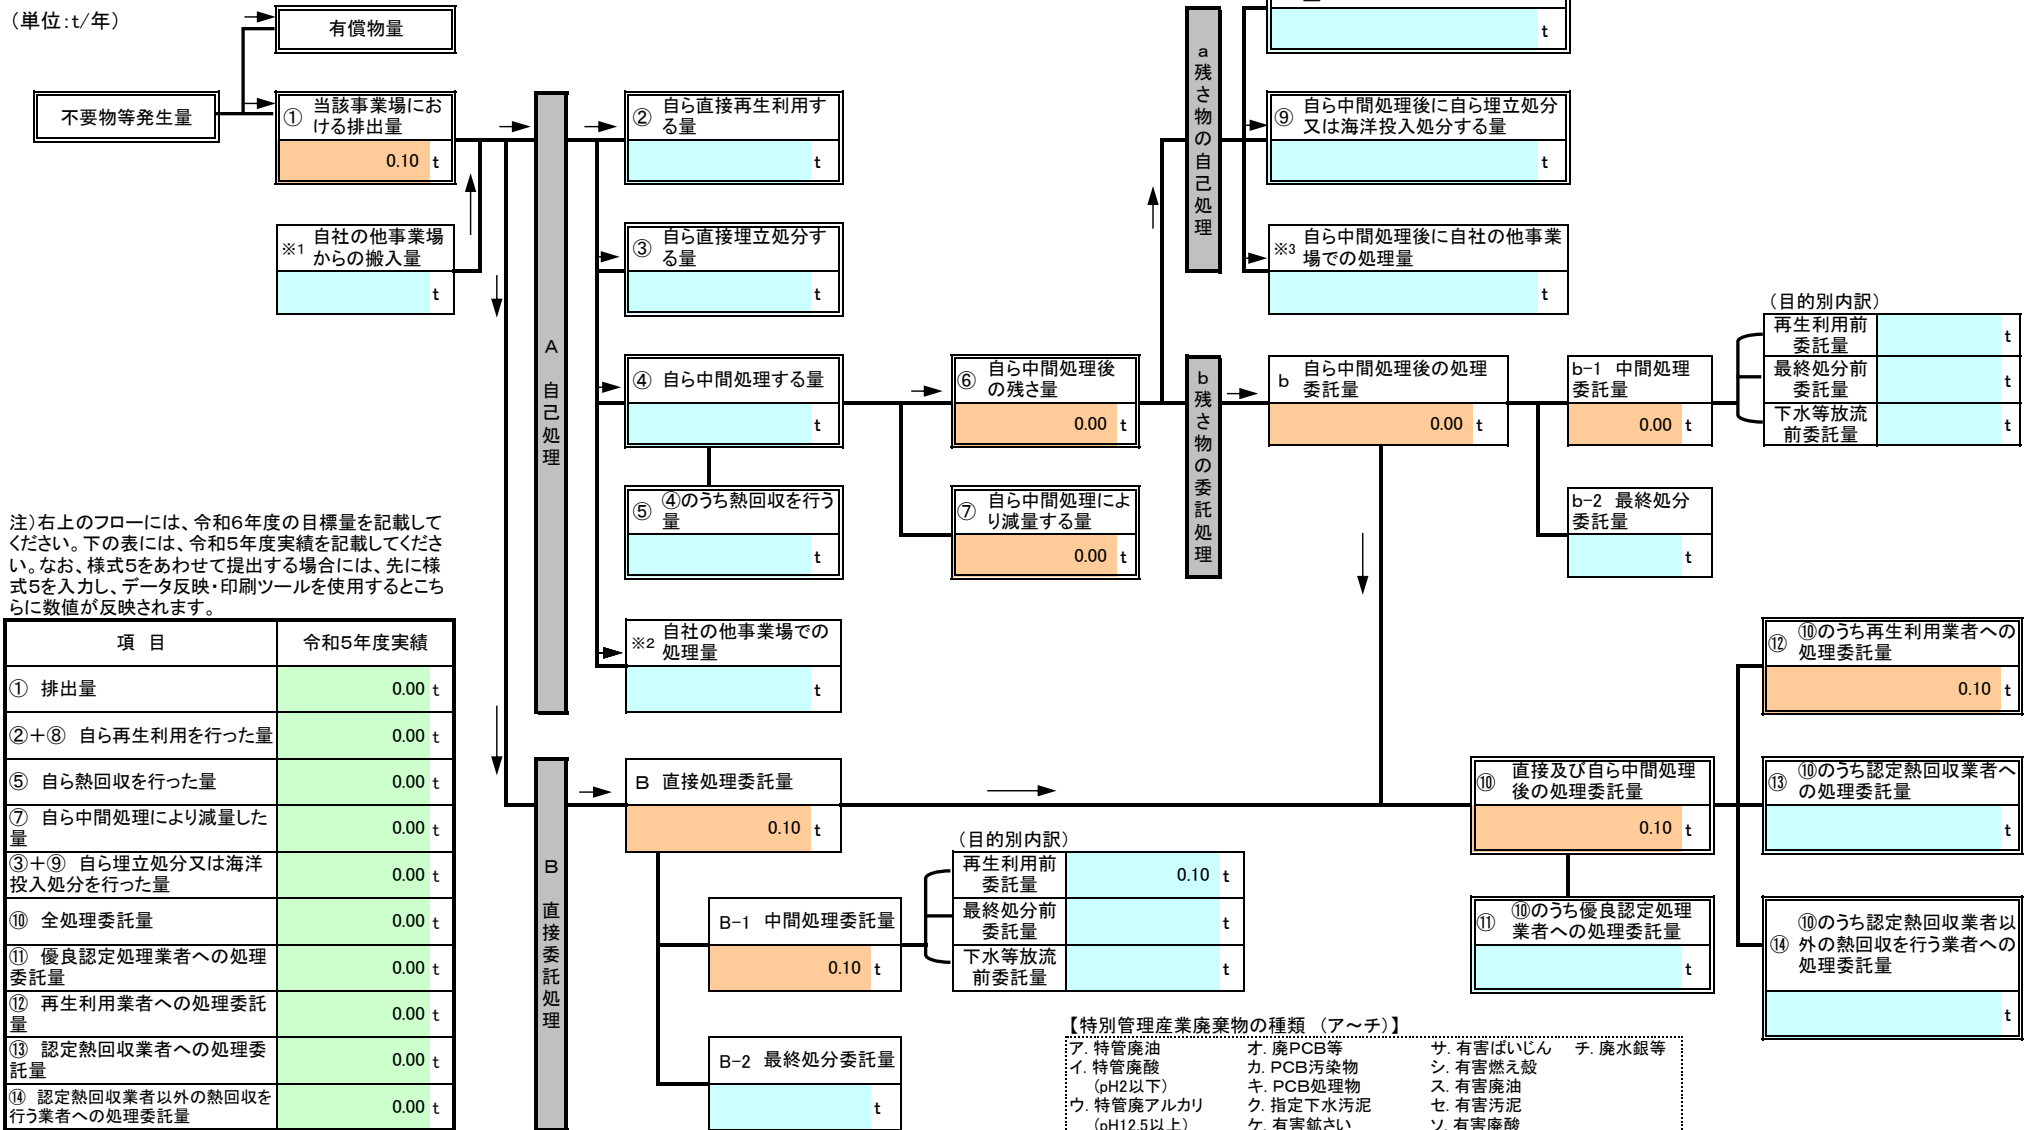 (単位:t/年)
有償物量
不要物等発生量
① 当該事業場にお
ける排出量
0.10 t
※1 自社の他事業場
からの搬入量
t
A 自己処理
② 自ら直接再生利用す
る量
t
③ 自ら直接埋立処分す
る量
t
④ 自ら中間処理する量
t
⑤ ④のうち熱回収を行う
量
t
※2 自社の他事業場での
処理量
t
⑥ 自ら中間処理後
の残さ量
0.00 t
⑦ 自ら中間処理によ
り減量する量
0.00 t
a 残さ物の自己処理
t
⑨ 自ら中間処理後に自ら埋立処分
又は海洋投入処分する量
t
※3 自ら中間処理後に自社の他事業
場での処理量
t
b 残さ物の委託処理
b 自ら中間処理後の処理
委託量
0.00 t
b-1 中間処理
委託量
0.00 t
b-2 最終処分
委託量
t
(目的別内訳)
再生利用前
委託量
t
最終処分前
委託量
t
下水等放流
前委託量
t
注)右上のフローには、令和6年度の目標量を記載して
ください。下の表には、令和5年度実績を記載してくださ
い。なお、様式5をあわせて提出する場合には、先に様
式5を入力し、データ反映・印刷ツールを使用するとこち
らに数値が反映されます。
項 目 令和5年度実績
① 排出量 0.00 t
②+⑧ 自ら再生利用を行った量 0.00 t
⑤ 自ら熱回収を行った量 0.00 t
⑦ 自ら中間処理により減量した
量 0.00 t
③+⑨ 自ら埋立処分又は海洋
投入処分を行った量 0.00 t
⑩ 全処理委託量 0.00 t
⑪ 優良認定処理業者への処理
委託量 0.00 t
⑫ 再生利用業者への処理委託
量 0.00 t
⑬ 認定熱回収業者への処理委
託量 0.00 t
⑭ 認定熱回収業者以外の熱回収を
行う業者への処理委託量 0.00 t
B 直接委託処理
B 直接処理委託量
0.10 t
B-1 中間処理委託量
0.10 t
B-2 最終処分委託量
t
(目的別内訳)
再生利用前
委託量
0.10 t
最終処分前
委託量
t
下水等放流
前委託量
t
⑩ 直接及び自ら中間処理
後の処理委託量
0.10 t
⑪ ⑩のうち優良認定処理
業者への処理委託量
t
⑫ ⑩のうち再生利用業者への
処理委託量
0.10 t
⑬ ⑩のうち認定熱回収業者へ
の処理委託量
t
⑭ ⑩のうち認定熱回収業者以
外の熱回収を行う業者への
処理委託量
t
【特別管理産業廃棄物の種類 (ア~チ)】
ア. 特管廃油 オ. 廃PCB等 サ. 有害ばいじん チ. 廃水銀等
イ. 特管廃酸 カ. PCB汚染物 シ. 有害燃え殻
(pH2以下) キ. PCB処理物 ス. 有害廃油
ウ. 特管廃アルカリ ク. 指定下水汚泥 セ. 有害汚泥
(pH12.5以上) ケ. 有害鉱さい ソ. 有害廃酸